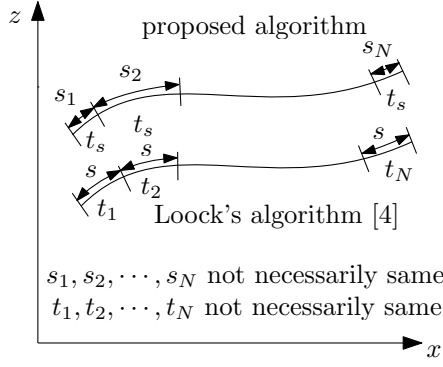 z
proposed algorithm
s_1 s_2 s_N
t_s t_s t_s
s s s
t_1 t_2 t_N
Loock's algorithm [4]
s_1, s_2, ⋯, s_N not necessarily same
t_1, t_2, ⋯, t_N not necessarily same
x